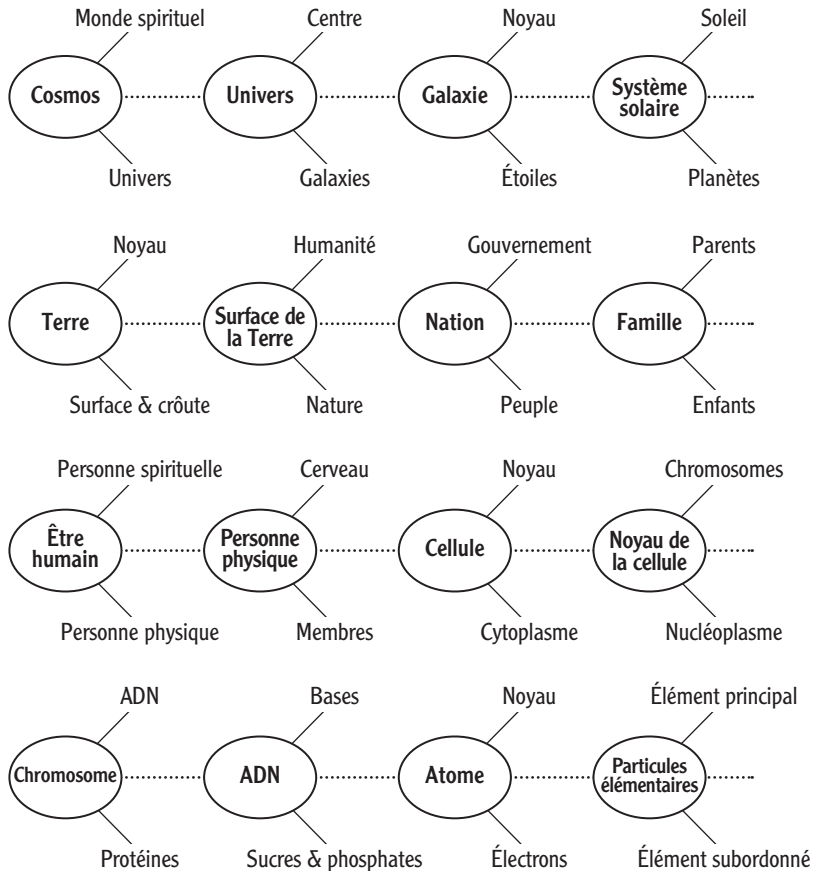 Monde spirituel Centre Noyau Soleil
Cosmos Univers Galaxie Système
solaire
Univers Galaxies Étoiles Planètes
Noyau Humanité Gouvernement Parents
Terre Surface de
la Terre Nation Famille
Surface & crôute Nature Peuple Enfants
Personne spirituelle Cerveau Noyau Chromosomes
Être
humain Personne
physique Cellule Noyau de
la cellule
Personne physique Membres Cytoplasme Nucléoplasme
ADN Bases Noyau Élément principal
Chromosome ADN Atome Particules
élémentaires
Protéines Sucres & phosphates Électrons Élément subordonné